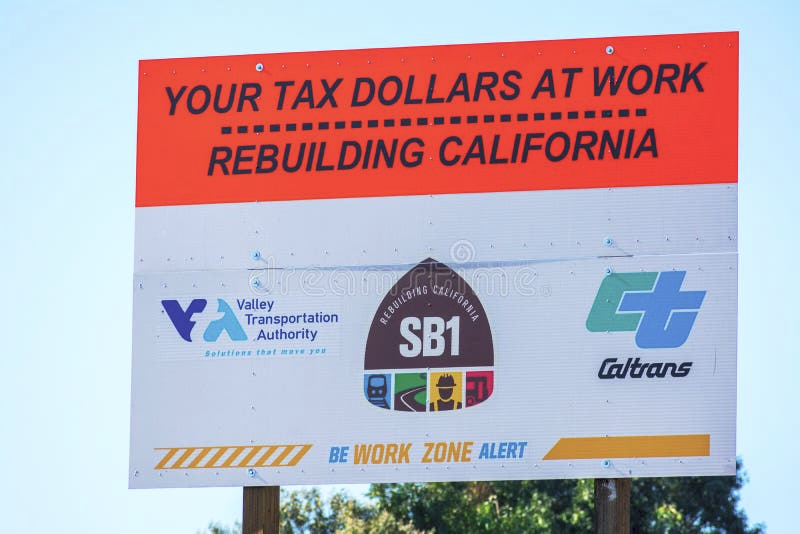 YOUR TAX DOLLARS AT WORK
REBUILDING CALIFORNIA
Valley
Transportation
Authority
Solutions that move you
REBUILDING CALIFORNIA
SB1
Caltrans
BE WORK ZONE ALERT
dreamstime